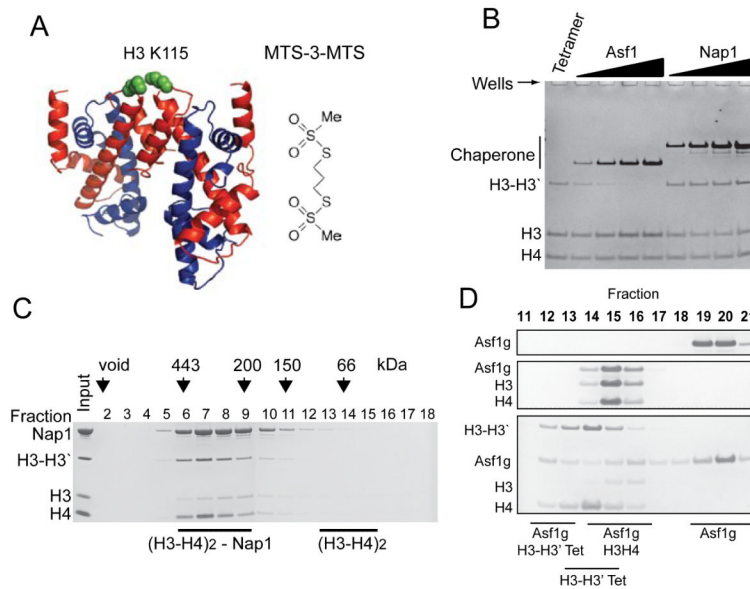 A
H3 K115
MTS-3-MTS
Me
O
S
O
S
S
O
S
O
Me
B
Tetramer
Asf1
Nap1
Wells
Chaperone
H3-H3`
H3
H4
C
void 443 200 150 66 kDa
Input
Fraction 2 3 4 5 6 7 8 9 10 11 12 13 14 15 16 17 18
Nap1
H3-H3`
H3
H4
(H3-H4)2 - Nap1
(H3-H4)2
D
Fraction
11 12 13 14 15 16 17 18 19 20 21
Asf1g
Asf1g
H3
H4
H3-H3`
Asf1g
H3
H4
Asf1g
H3-H3' Tet
Asf1g
H3H4
Asf1g
H3-H3' Tet